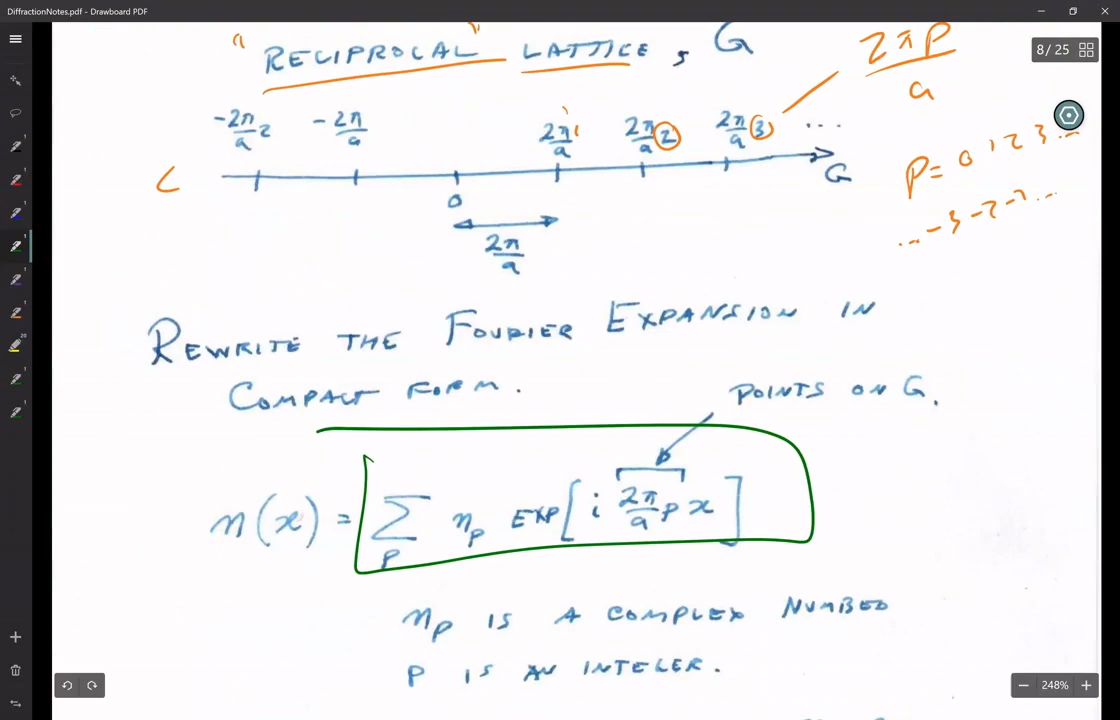 DiffractionNotes.pdf - Drawboard PDF
8 / 25
"RECIPROCAL" LATTICE, G
2πP/a
-2π/a 2 -2π/a 2π/a 1 2π/a 2 2π/a 3 ...
0
G
2π/a
P = 0 1 2 3 ...
... -3 -2 -1 ...
REWRITE THE FOURIER EXPANSION IN
COMPACT FORM.
POINTS ON G.
n(x) = Σ_P n_P EXP[i 2π/a P x]
n_P IS A COMPLEX NUMBER
P IS AN INTEGER.
248%